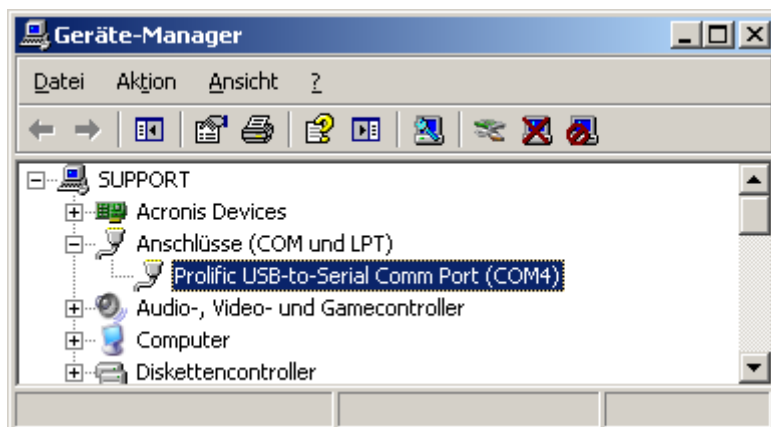 Geräte-Manager
Datei Aktion Ansicht ?
SUPPORT
Acronis Devices
Anschlüsse (COM und LPT)
Prolific USB-to-Serial Comm Port (COM4)
Audio-, Video- und Gamecontroller
Computer
Diskettencontroller